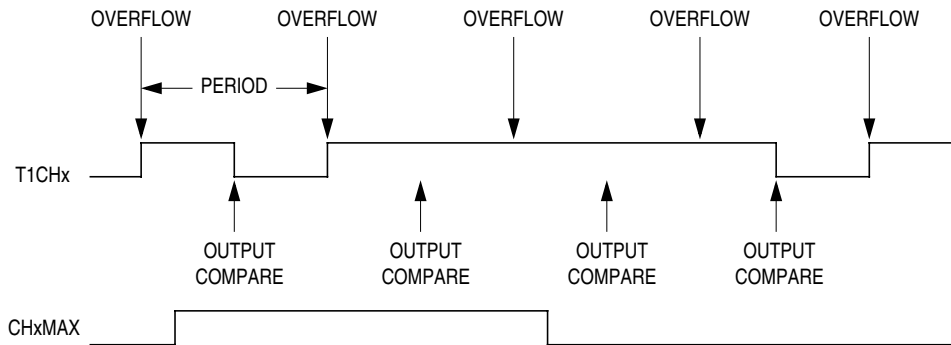 OVERFLOW OVERFLOW OVERFLOW OVERFLOW OVERFLOW
PERIOD
T1CHx
OUTPUT COMPARE
OUTPUT COMPARE
OUTPUT COMPARE
OUTPUT COMPARE
CHxMAX